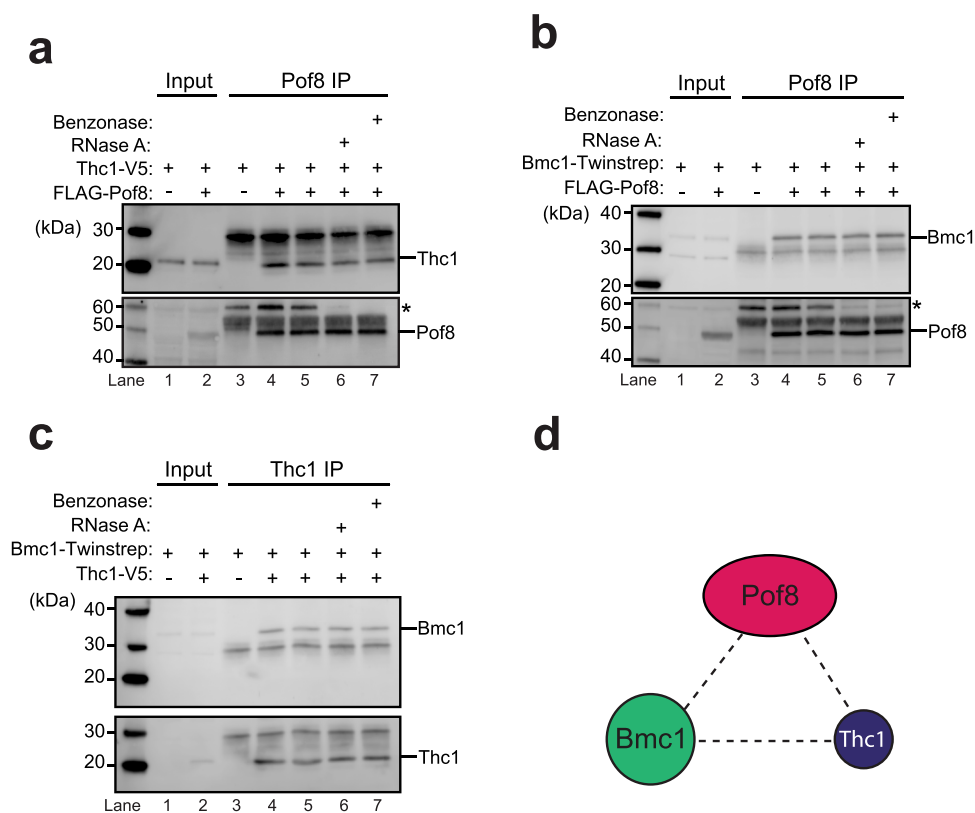 a
Input Pof8 IP
Benzonase: +
RNase A: +
Thc1-V5: + + + + + + +
FLAG-Pof8: - + - + + + +
(kDa)
30
20
Thc1
60
50
40
*
Pof8
Lane 1 2 3 4 5 6 7
b
Input Pof8 IP
Benzonase: +
RNase A: +
Bmc1-Twinstrep: + + + + + + +
FLAG-Pof8: - + - + + + +
(kDa)
40
30
20
Bmc1
60
50
40
*
Pof8
Lane 1 2 3 4 5 6 7
c
Input Thc1 IP
Benzonase: +
RNase A: +
Bmc1-Twinstrep: + + + + + + +
Thc1-V5: - + - + + + +
(kDa)
40
30
20
Bmc1
30
20
Thc1
Lane 1 2 3 4 5 6 7
d
Pof8
Bmc1
Thc1